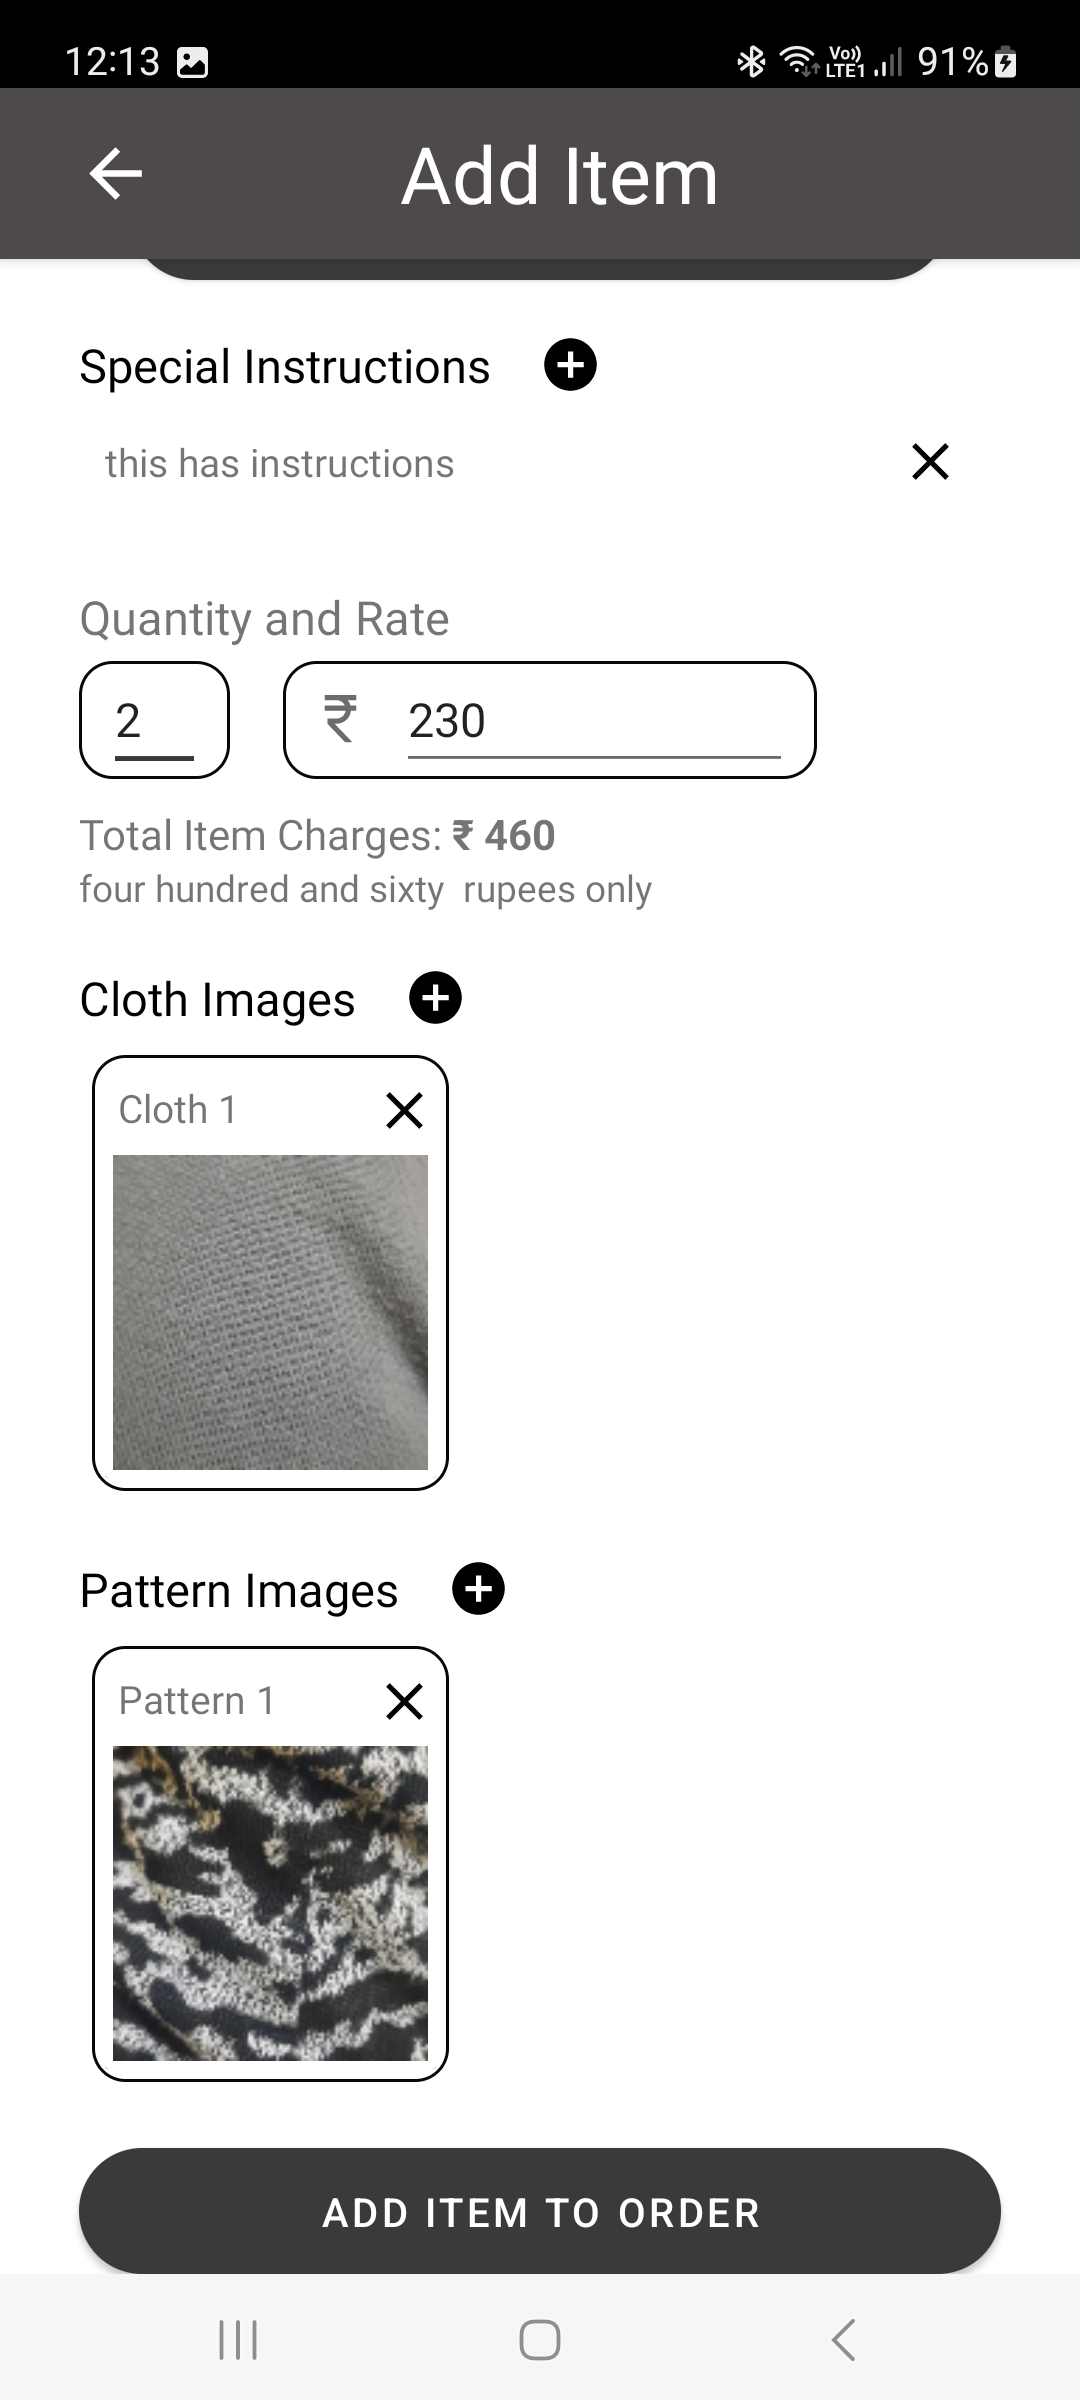 12:13 Vo)) LTE1 91%
Add Item
Special Instructions
this has instructions
Quantity and Rate
2 ₹ 230
Total Item Charges: ₹ 460
four hundred and sixty  rupees only
Cloth Images
Cloth 1
Pattern Images
Pattern 1
ADD ITEM TO ORDER